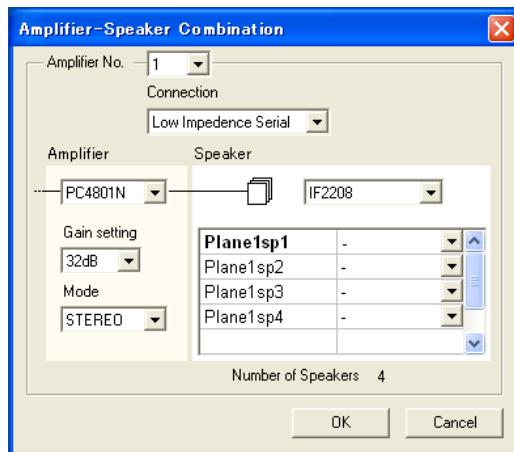 Amplifier-Speaker Combination
Amplifier No. 1
Connection
Low Impedence Serial
Amplifier Speaker
PC4801N IF2208
Gain setting
32dB
Mode
STEREO
Plane1sp1 -
Plane1sp2 -
Plane1sp3 -
Plane1sp4 -
Number of Speakers 4
OK Cancel